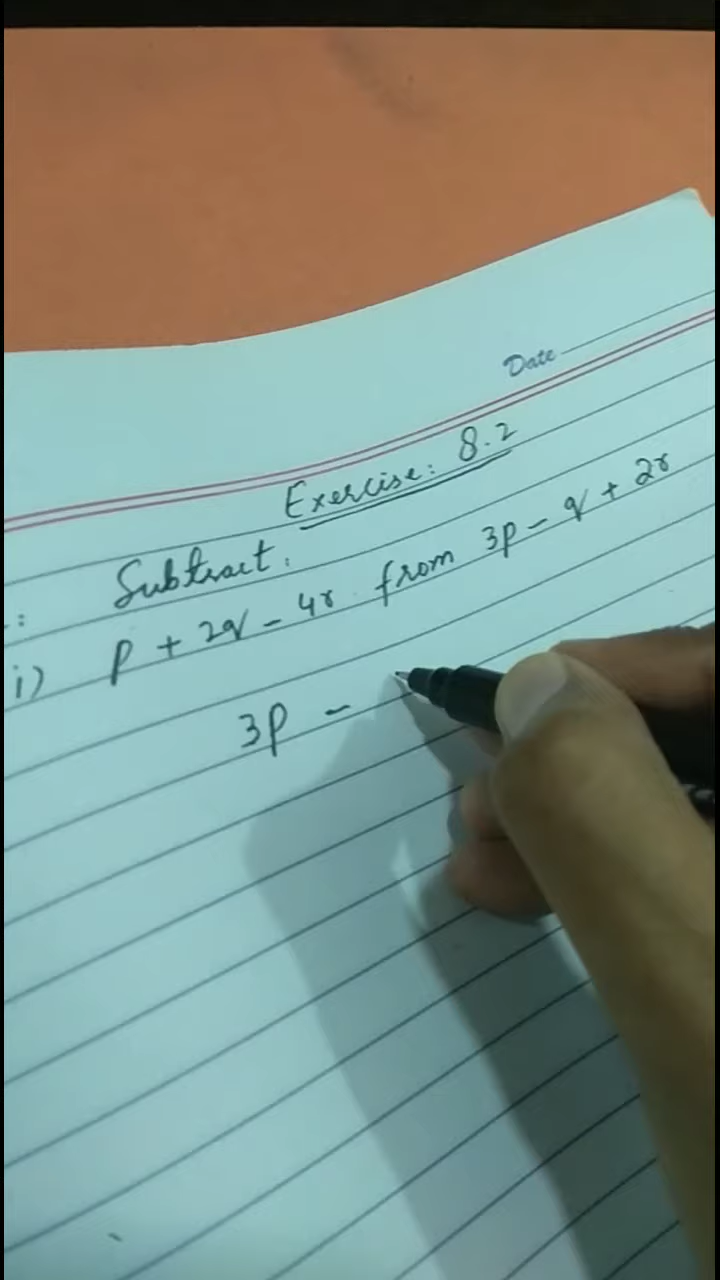 Date
Exercise: 8.2
Subtract.
i) p + 2q - 4r from 3p - q + 2r
3p -